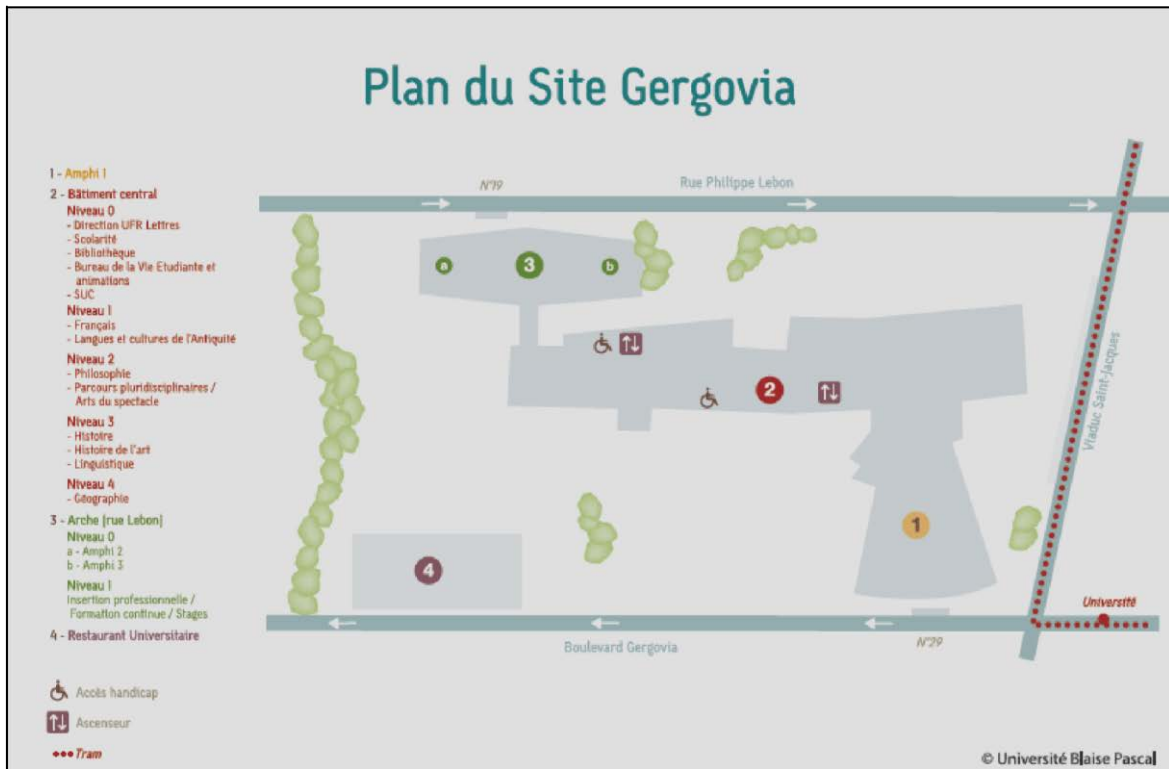 Plan du Site Gergovia
1 - Amphi 1
2 - Bâtiment central
Niveau 0
- Direction UFR Lettres
- Scolarité
- Bibliothèque
- Bureau de la Vie Etudiante et
animations
- SUC
Niveau 1
- Français
- Langues et cultures de l'Antiquité
Niveau 2
- Philosophie
- Parcours pluridisciplinaires /
Arts du spectacle
Niveau 3
- Histoire
- Histoire de l'art
- Linguistique
Niveau 4
- Géographie
3 - Arche (rue Lebon)
Niveau 0
a - Amphi 2
b - Amphi 3
Niveau 1
Insertion professionnelle /
Formation continue / Stages
4 - Restaurant Universitaire
Accès handicap
Ascenseur
Tram
N°19
Rue Philippe Lebon
a
3
b
2
1
4
Viaduc Saint-Jacques
Université
Boulevard Gergovia
N°29
© Université Blaise Pascal